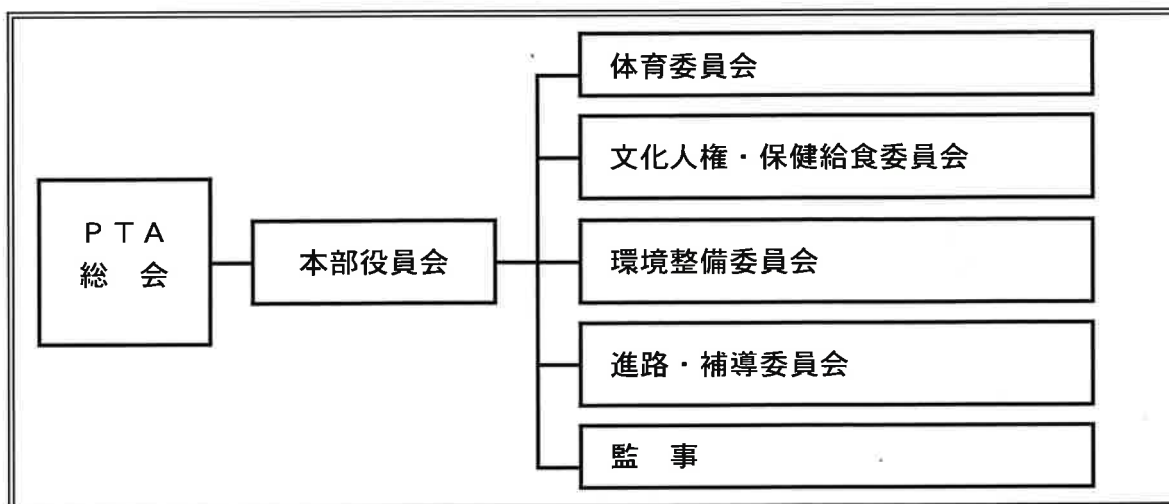 ＰＴＡ
総　会
本部役員会
体育委員会
文化人権・保健給食委員会
環境整備委員会
進路・補導委員会
監　事